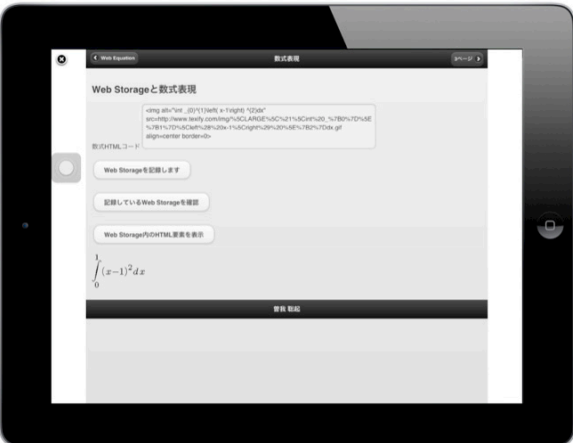 Web Equation
数式表現
3ページ
Web Storageと数式表現
<img alt="int _{0}^{1}\left( x-1\right) ^{2}dx"
src=http://www.texify.com/img/%5CLARGE%5C%21%5Cint%20_%7B0%7D%5E
%7B1%7D%5Cleft%28%20x-1%5Cright%29%20%5E%7B2%7Ddx.gif
align=center border=0>
数式HTMLコード
Web Storageを記録します
記録しているWeb Storageを確認
Web Storage内のHTML要素を表示
∫₀¹(x−1)²dx